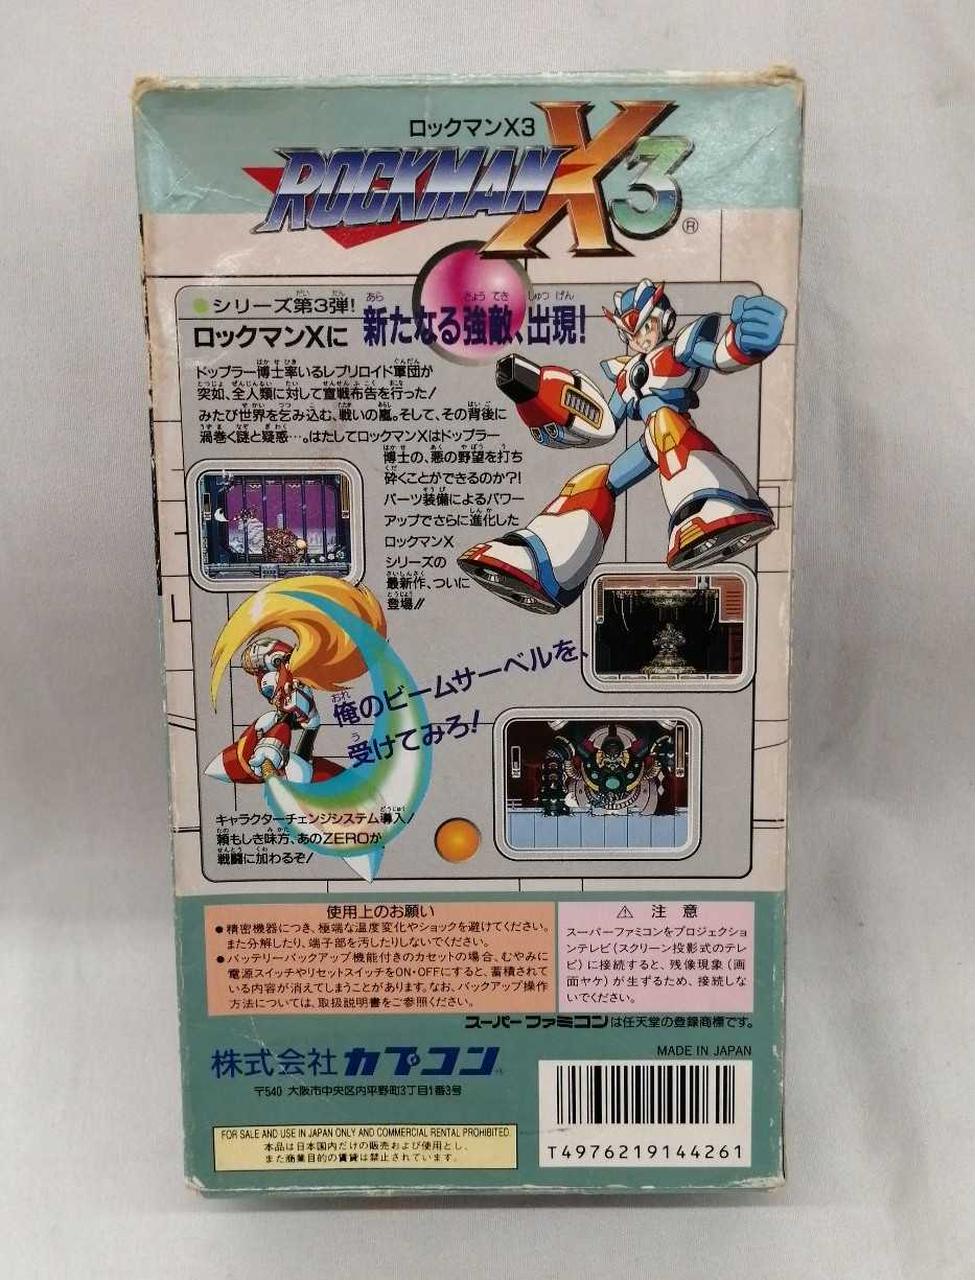 ロックマンX3
ROCKMAN X3
®
シリーズ第3弾!
ロックマンXに 新たなる強敵、出現!
ドップラー博士率いるレプリロイド軍団が
突如、全人類に対して宣戦布告を行った!
みたび世界を包み込む、戦いの嵐。そして、その背後に
渦巻く謎と疑惑…。はたしてロックマンXはドップラー
博士の、悪の野望を打ち
砕くことができるのか?!
パーツ装備によるパワー
アップでさらに進化した
ロックマンX
シリーズの
最新作、ついに
登場!!
俺のビームサーベルを、
受けてみろ!
キャラクターチェンジシステム導入!
頼もしき味方、あのZEROが
戦闘に加わるぞ!
使用上のお願い
●精密機器につき、極端な温度変化やショックを避けてください。
また分解したり、端子部を汚したりしないでください。
●バッテリーバックアップ機能付きのカセットの場合、むやみに
電源スイッチやリセットスイッチをON・OFFにすると、蓄積されて
いる内容が消えてしまうことがあります。なお、バックアップ操作
方法については、取扱説明書をご参照ください。
⚠ 注意
スーパーファミコンをプロジェクショ
ンテレビ(スクリーン投影式のテレ
ビ)に接続すると、残像現象(画
面ヤケ)が生ずるため、接続しな
いでください。
スーパーファミコンは任天堂の登録商標です。
株式会社カプコン
〒540 大阪市中央区内平野町3丁目1番3号
MADE IN JAPAN
FOR SALE AND USE IN JAPAN ONLY AND COMMERCIAL RENTAL PROHIBITED.
本品は日本国内だけの販売および使用とし、
また商業目的の賃貸は禁止されています。
T4976219144261